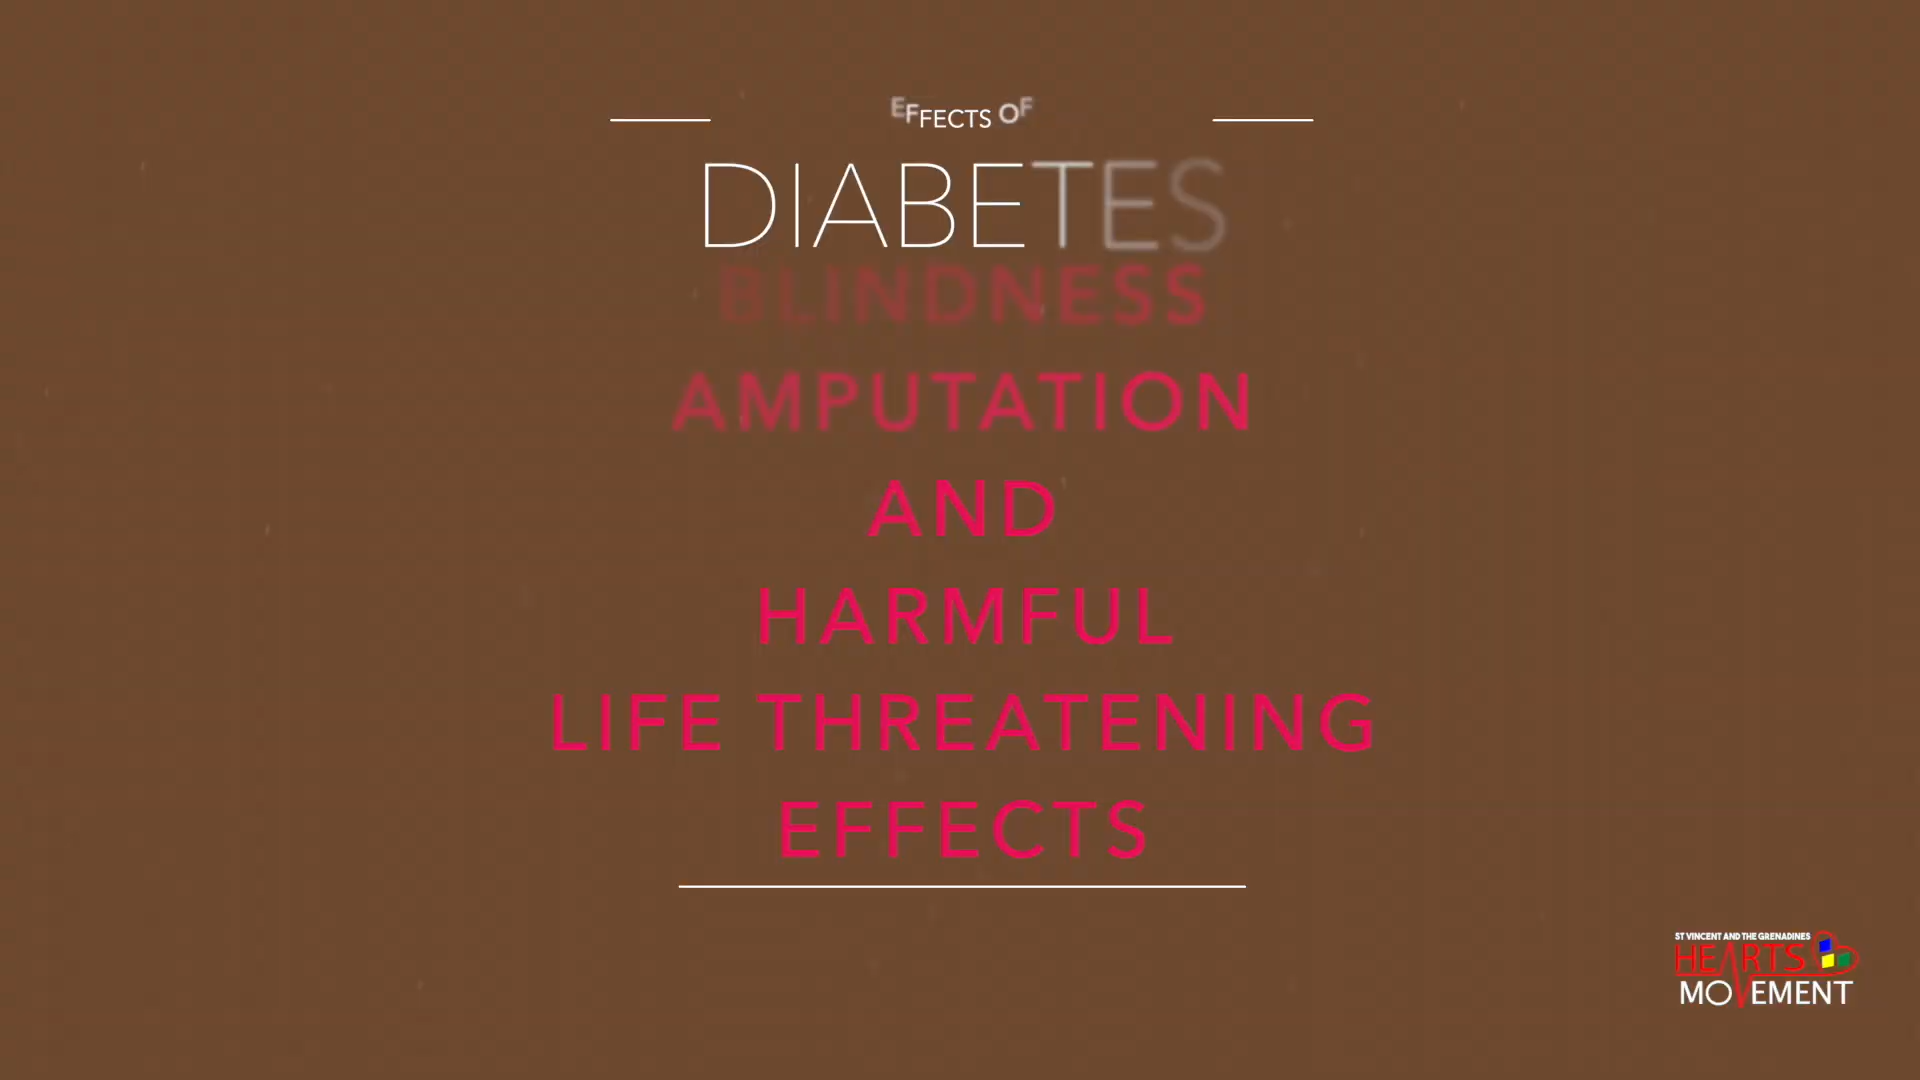 EFFECTS OF
DIABETES
BLINDNESS
AMPUTATION
AND
HARMFUL
LIFE THREATENING
EFFECTS
ST VINCENT AND THE GRENADINES
HEARTS
MOVEMENT